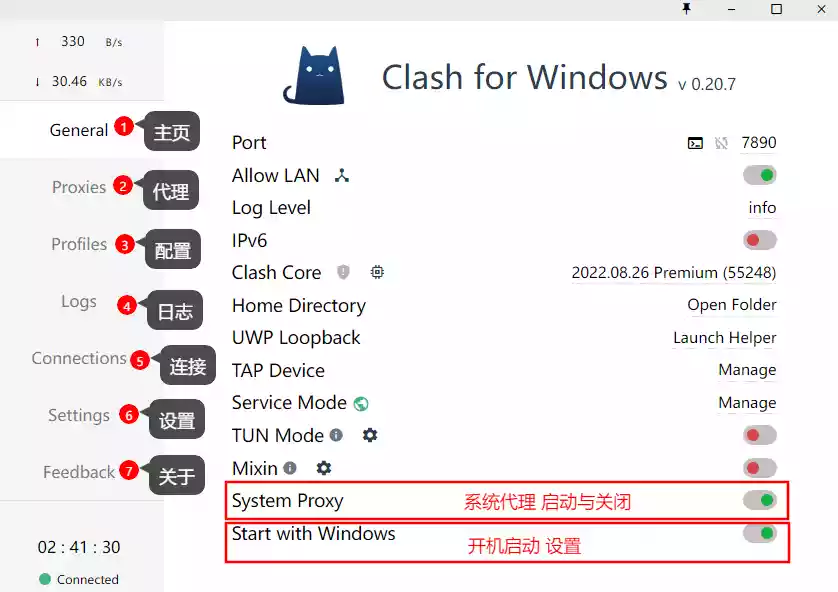 ↑ 330 B/s
↓ 30.46 KB/s
General 1 主页
Proxies 2 代理
Profiles 3 配置
Logs 4 日志
Connections 5 连接
Settings 6 设置
Feedback 7 关于
02 : 41 : 30
Connected
Clash for Windows v 0.20.7
Port 7890
Allow LAN
Log Level info
IPv6
Clash Core 2022.08.26 Premium (55248)
Home Directory Open Folder
UWP Loopback Launch Helper
TAP Device Manage
Service Mode Manage
TUN Mode
Mixin
System Proxy 系统代理 启动与关闭
Start with Windows 开机启动 设置